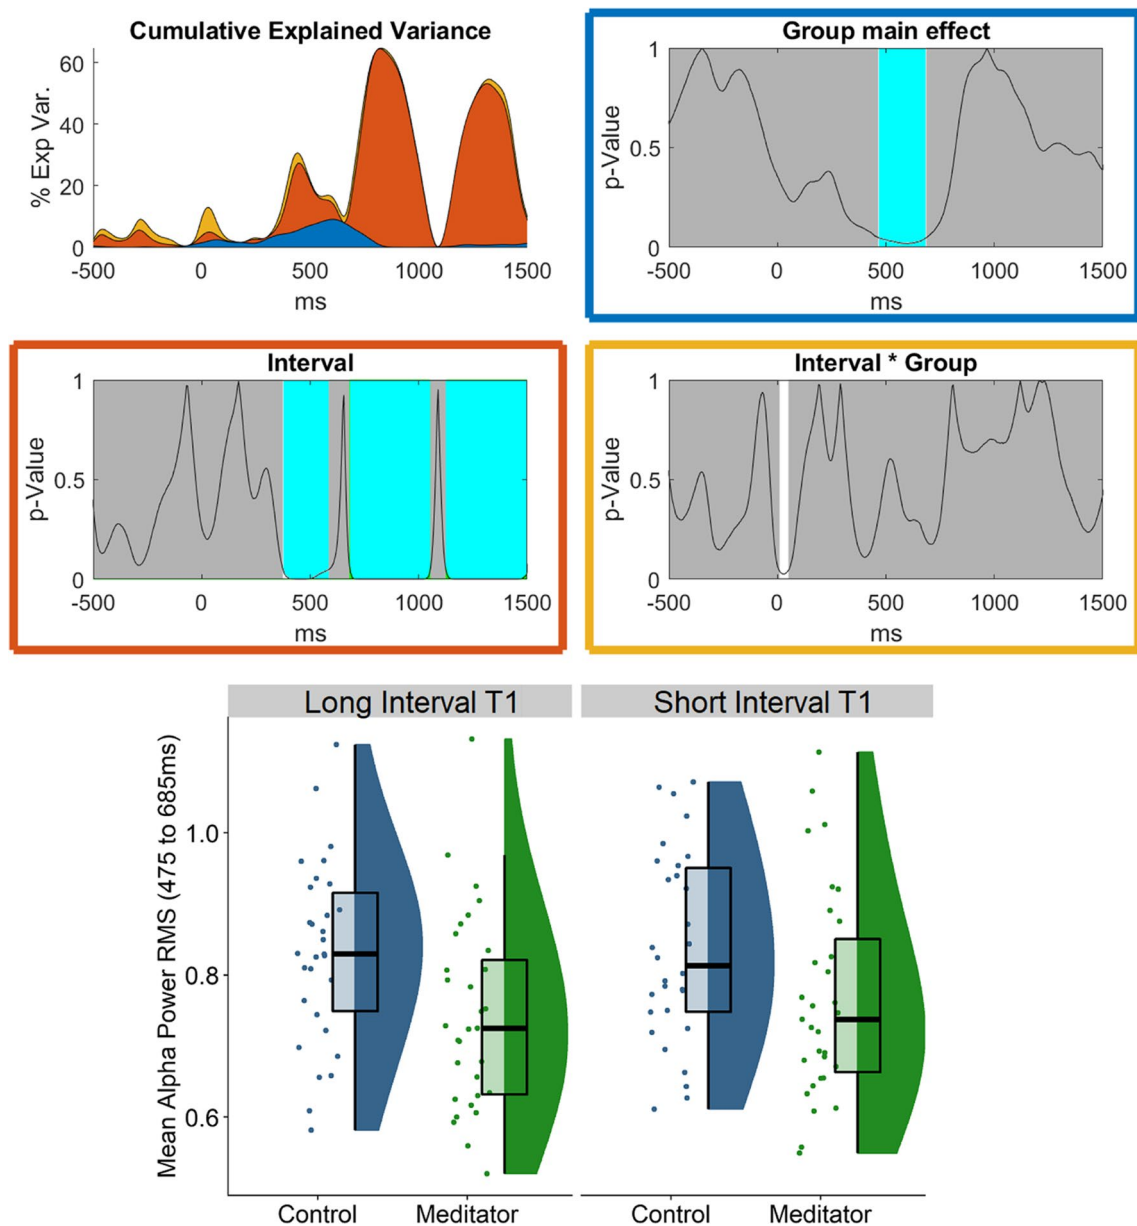 Cumulative Explained Variance
% Exp Var.
60
40
20
0
-500 0 500 1000 1500
ms
Group main effect
p-Value
1
0.5
0
-500 0 500 1000 1500
ms
Interval
p-Value
1
0.5
0
-500 0 500 1000 1500
ms
Interval * Group
p-Value
1
0.5
0
-500 0 500 1000 1500
ms
Long Interval T1 Short Interval T1
Mean Alpha Power RMS (475 to 685ms)
1.0
0.8
0.6
Control Meditator Control Meditator